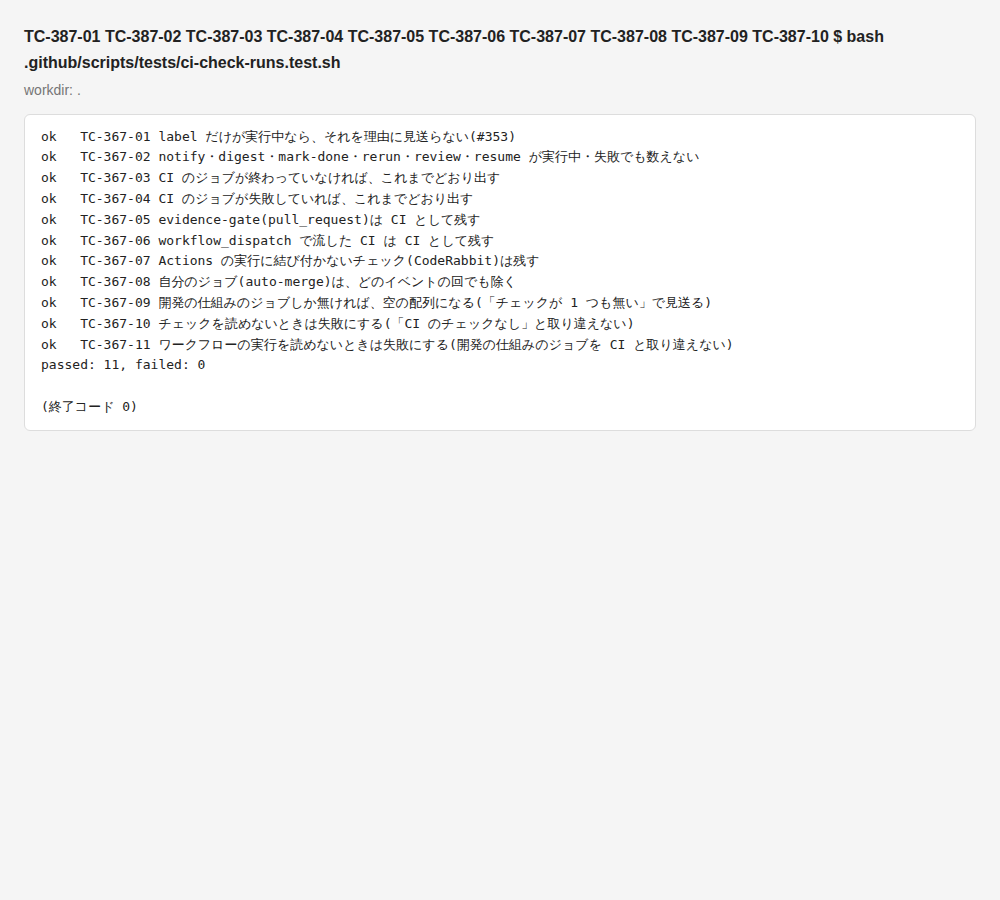 TC-387-01 TC-387-02 TC-387-03 TC-387-04 TC-387-05 TC-387-06 TC-387-07 TC-387-08 TC-387-09 TC-387-10 $ bash
.github/scripts/tests/ci-check-runs.test.sh
workdir: .
ok   TC-367-01 label だけが実行中なら、それを理由に見送らない(#353)
ok   TC-367-02 notify・digest・mark-done・rerun・review・resume が実行中・失敗でも数えない
ok   TC-367-03 CI のジョブが終わっていなければ、これまでどおり出す
ok   TC-367-04 CI のジョブが失敗していれば、これまでどおり出す
ok   TC-367-05 evidence-gate(pull_request)は CI として残す
ok   TC-367-06 workflow_dispatch で流した CI は CI として残す
ok   TC-367-07 Actions の実行に結び付かないチェック(CodeRabbit)は残す
ok   TC-367-08 自分のジョブ(auto-merge)は、どのイベントの回でも除く
ok   TC-367-09 開発の仕組みのジョブしか無ければ、空の配列になる(「チェックが 1 つも無い」で見送る)
ok   TC-367-10 チェックを読めないときは失敗にする(「CI のチェックなし」と取り違えない)
ok   TC-367-11 ワークフローの実行を読めないときは失敗にする(開発の仕組みのジョブを CI と取り違えない)
passed: 11, failed: 0
(終了コード 0)